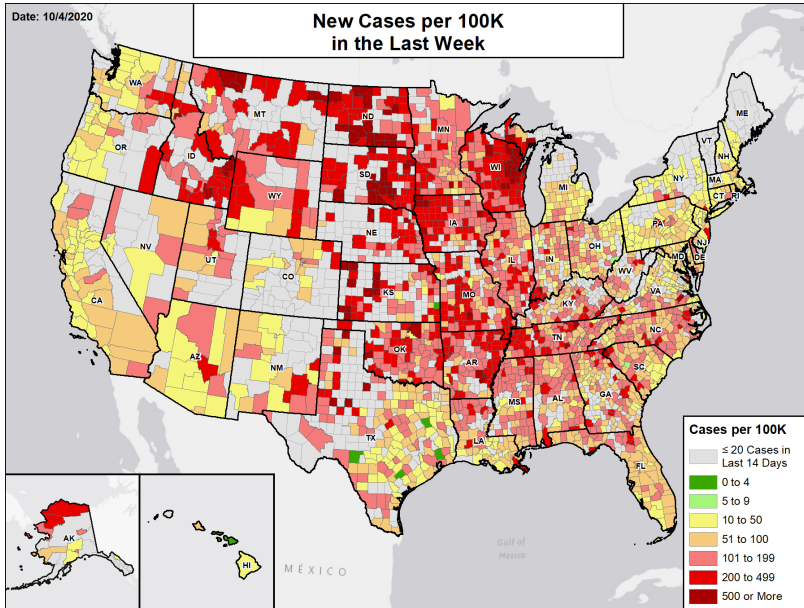 Date: 10/4/2020
New Cases per 100K
in the Last Week
WA
MT
ND
MN
ME
OR
ID
WI
VT
NH
SD
WY
MI
NY
MA
CT
RI
IA
NE
PA
NV
UT
CO
IL
IN
OH
NJ
MD
DE
WV
CA
KS
MO
VA
KY
NC
TN
AZ
NM
OK
AR
SC
MS
AL
GA
TX
LA
FL
AK
HI
MÉXICO
Gulf of
Mexico
Cases per 100K
≤ 20 Cases in
Last 14 Days
0 to 4
5 to 9
10 to 50
51 to 100
101 to 199
200 to 499
500 or More